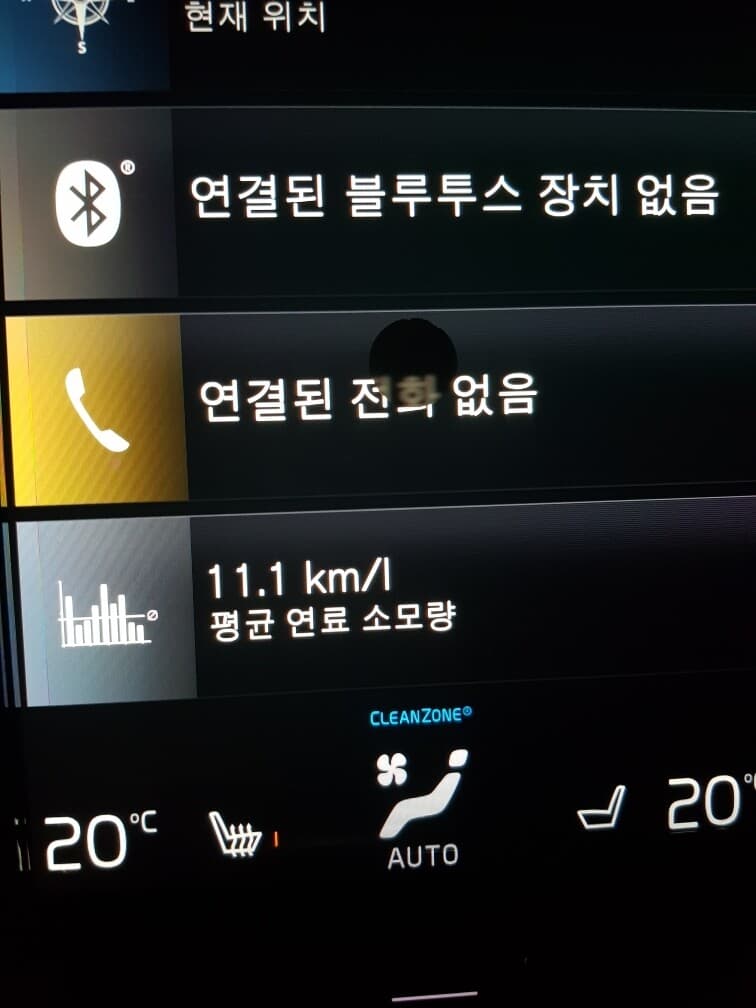 S
현재 위치
®
연결된 블루투스 장치 없음
연결된 전화 없음
11.1 km/l
평균 연료 소모량
CLEANZONE®
20°C
20°
AUTO